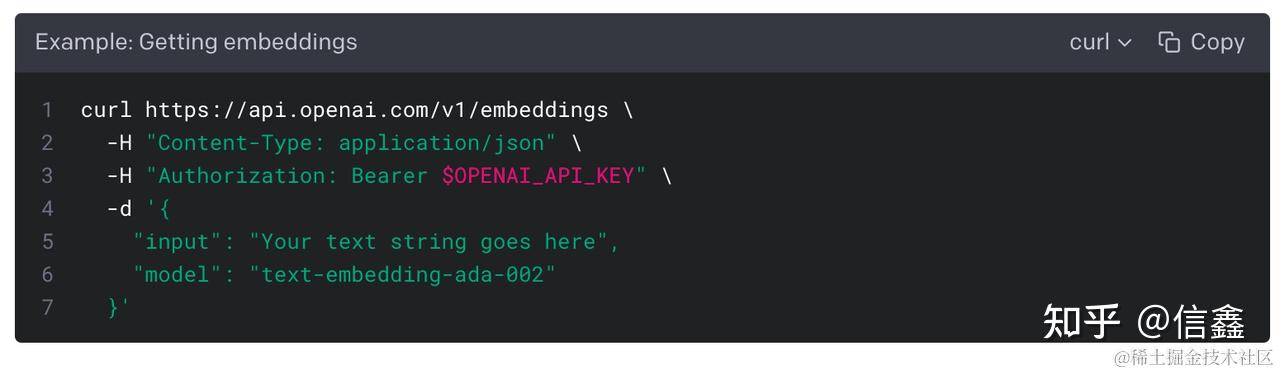 Example: Getting embeddings curl Copy
1 curl https://api.openai.com/v1/embeddings \
2 -H "Content-Type: application/json" \
3 -H "Authorization: Bearer $OPENAI_API_KEY" \
4 -d '{
5 "input": "Your text string goes here",
6 "model": "text-embedding-ada-002"
7 }'
知乎 @信鑫
@稀土掘金技术社区